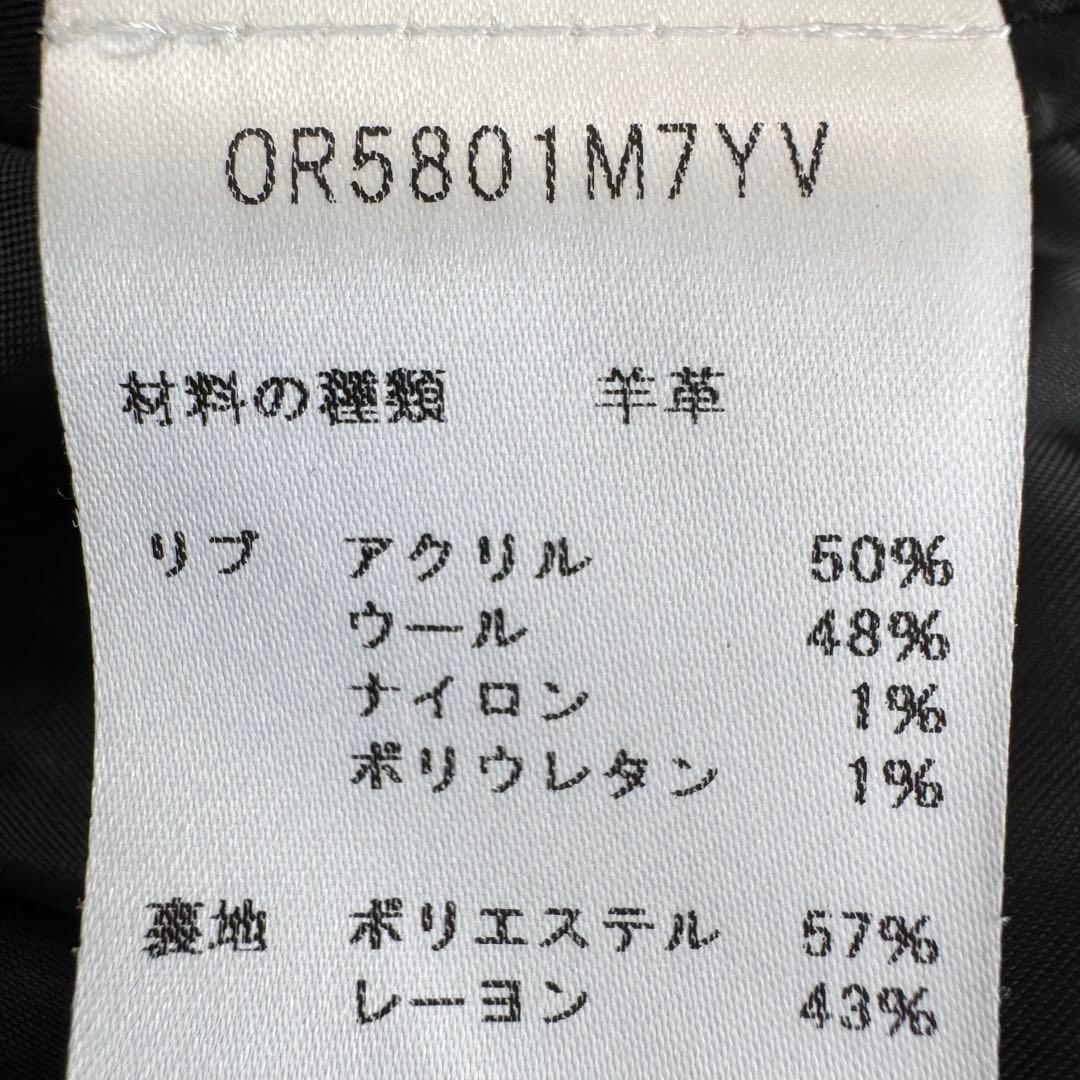 0R5801M7YV
材料の種類 羊革
リブ アクリル 50%
ウール 48%
ナイロン 1%
ポリウレタン 1%
裏地 ポリエステル 57%
レーヨン 43%